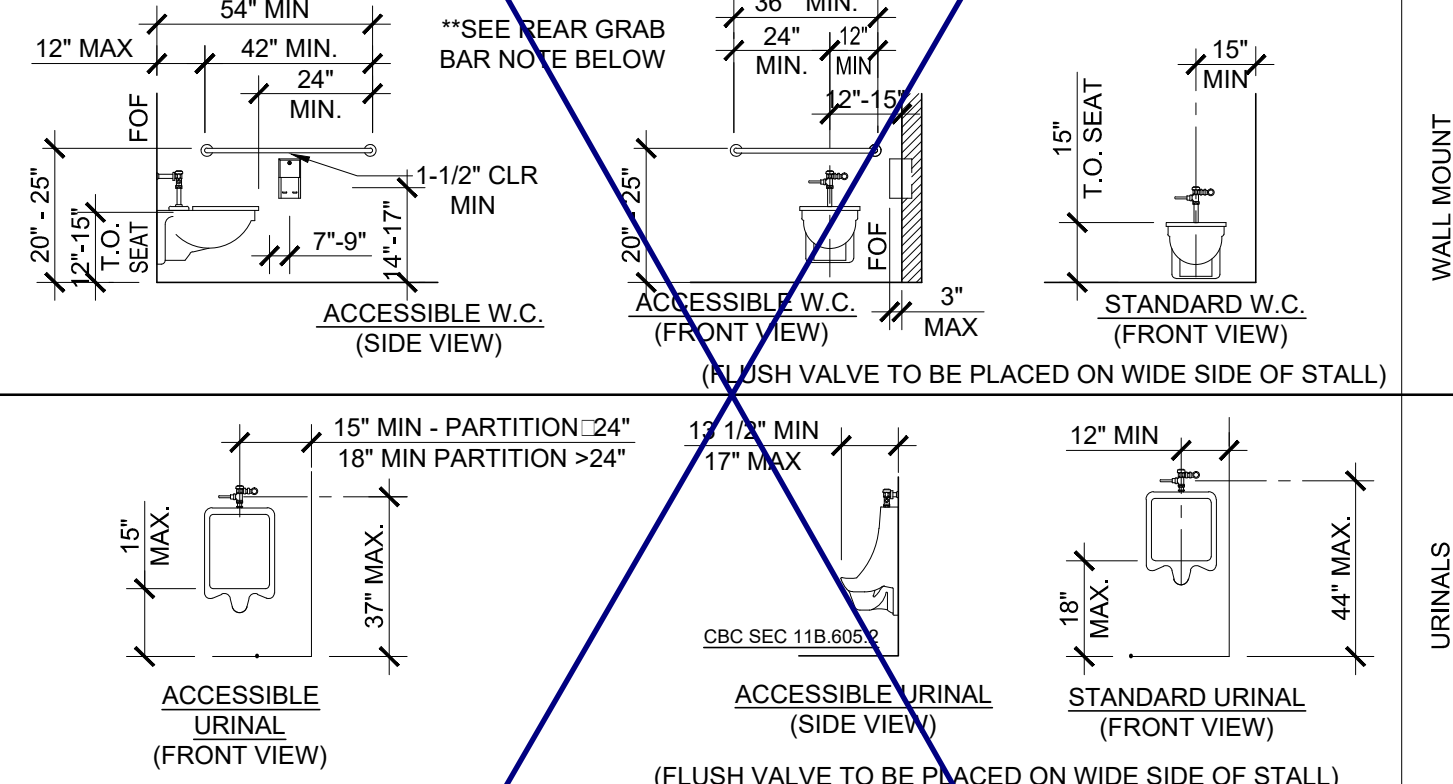 54" MIN
12" MAX
42" MIN.
24"
MIN.
FOF
20" - 25"
12"-15"
T.O.
SEAT
1-1/2" CLR
MIN
7"-9"
14"-17"
ACCESSIBLE W.C.
(SIDE VIEW)
**SEE REAR GRAB
BAR NOTE BELOW
36" MIN.
24"
MIN.
12"
MIN
12"-15"
20" - 25"
FOF
3"
MAX
ACCESSIBLE W.C.
(FRONT VIEW)
15"
MIN
15"
T.O. SEAT
STANDARD W.C.
(FRONT VIEW)
(FLUSH VALVE TO BE PLACED ON WIDE SIDE OF STALL)
WALL MOUNT
15" MIN - PARTITION□24"
18" MIN PARTITION >24"
15"
MAX.
37" MAX.
ACCESSIBLE
URINAL
(FRONT VIEW)
13 1/2" MIN
17" MAX
CBC SEC 11B.605.2
ACCESSIBLE URINAL
(SIDE VIEW)
12" MIN
18"
MAX.
44" MAX.
STANDARD URINAL
(FRONT VIEW)
(FLUSH VALVE TO BE PLACED ON WIDE SIDE OF STALL)
URINALS